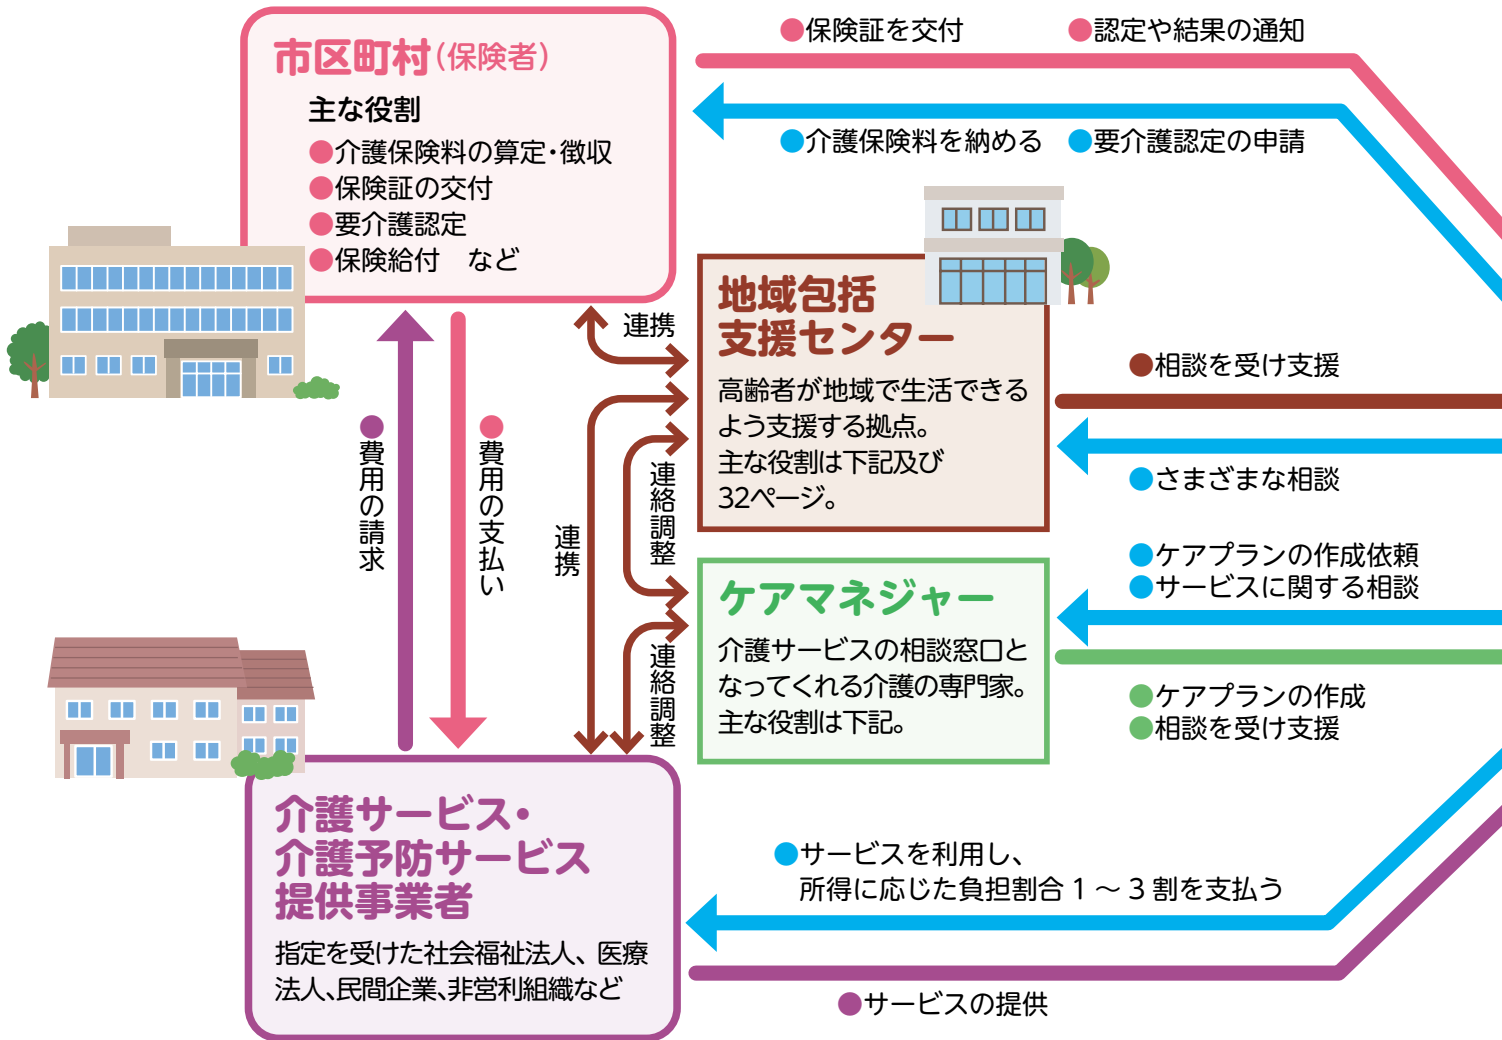 市区町村(保険者)
主な役割
●介護保険料の算定・徴収
●保険証の交付
●要介護認定
●保険給付　など
●保険証を交付
●認定や結果の通知
●介護保険料を納める
●要介護認定の申請
地域包括
支援センター
高齢者が地域で生活できる
よう支援する拠点。
主な役割は下記及び
32ページ。
●相談を受け支援
●さまざまな相談
連携
●費用の請求
●費用の支払い
連携
連絡調整
連絡調整
ケアマネジャー
介護サービスの相談窓口と
なってくれる介護の専門家。
主な役割は下記。
●ケアプランの作成依頼
●サービスに関する相談
●ケアプランの作成
●相談を受け支援
介護サービス・
介護予防サービス
提供事業者
指定を受けた社会福祉法人、医療
法人、民間企業、非営利組織など
●サービスを利用し、
所得に応じた負担割合 1 ～ 3 割を支払う
●サービスの提供